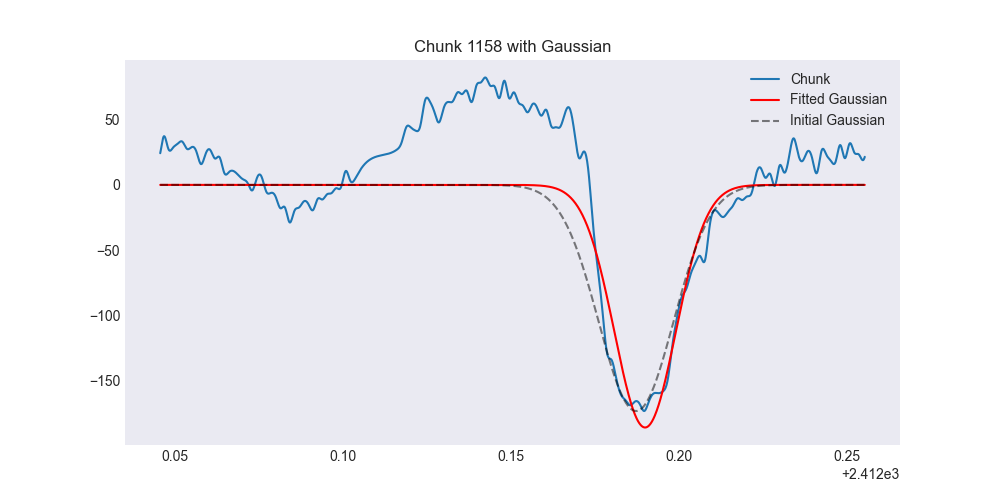 Chunk 1158 with Gaussian
Chunk
Fitted Gaussian
Initial Gaussian
50
0
−50
−100
−150
0.05 0.10 0.15 0.20 0.25
+2.412e3